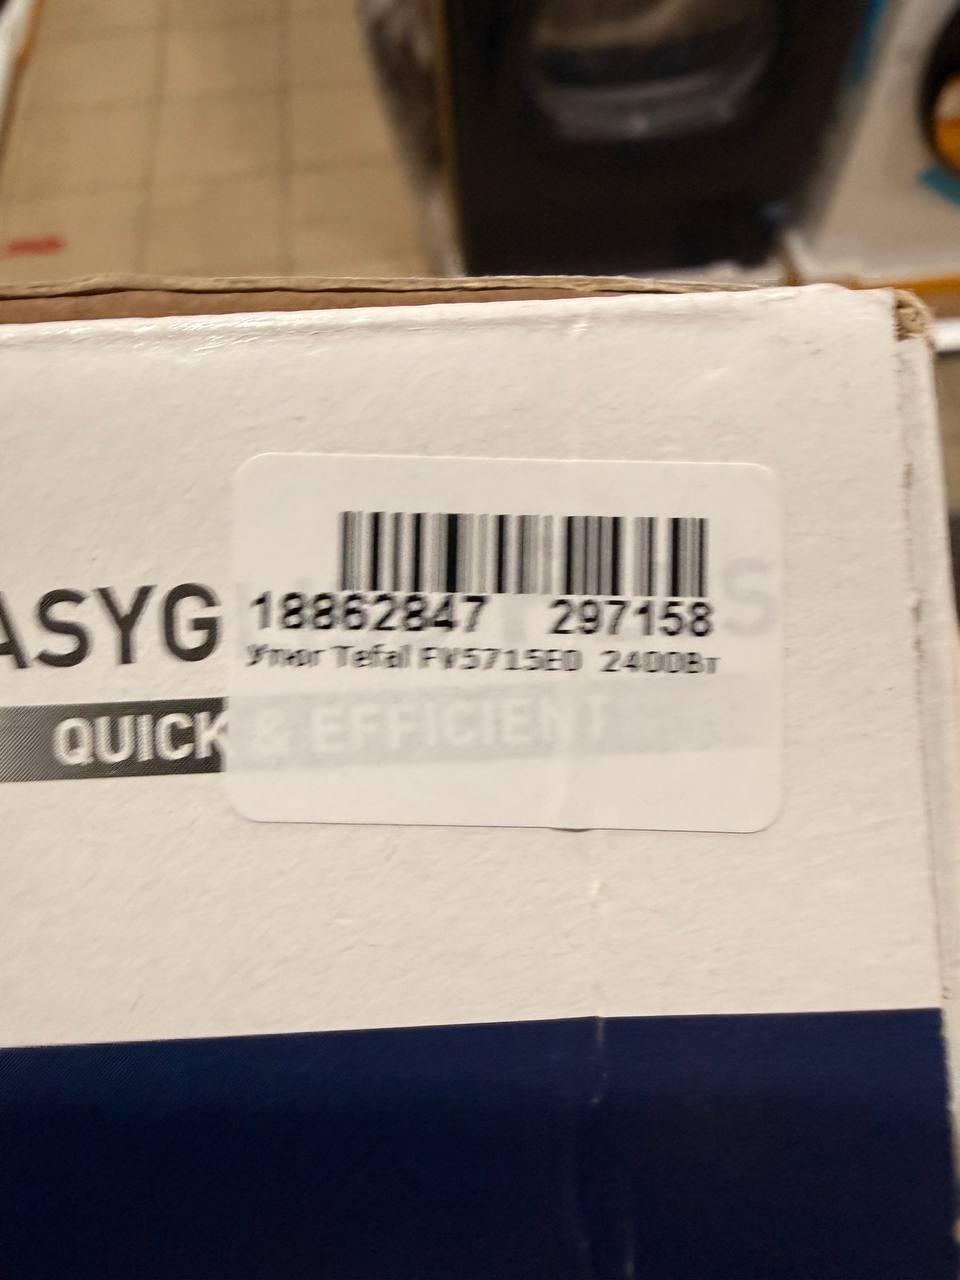 18862847 297158
ASYG S
Утюг Tefal FV5715E0 2400Вт
QUICK & EFFICIENT